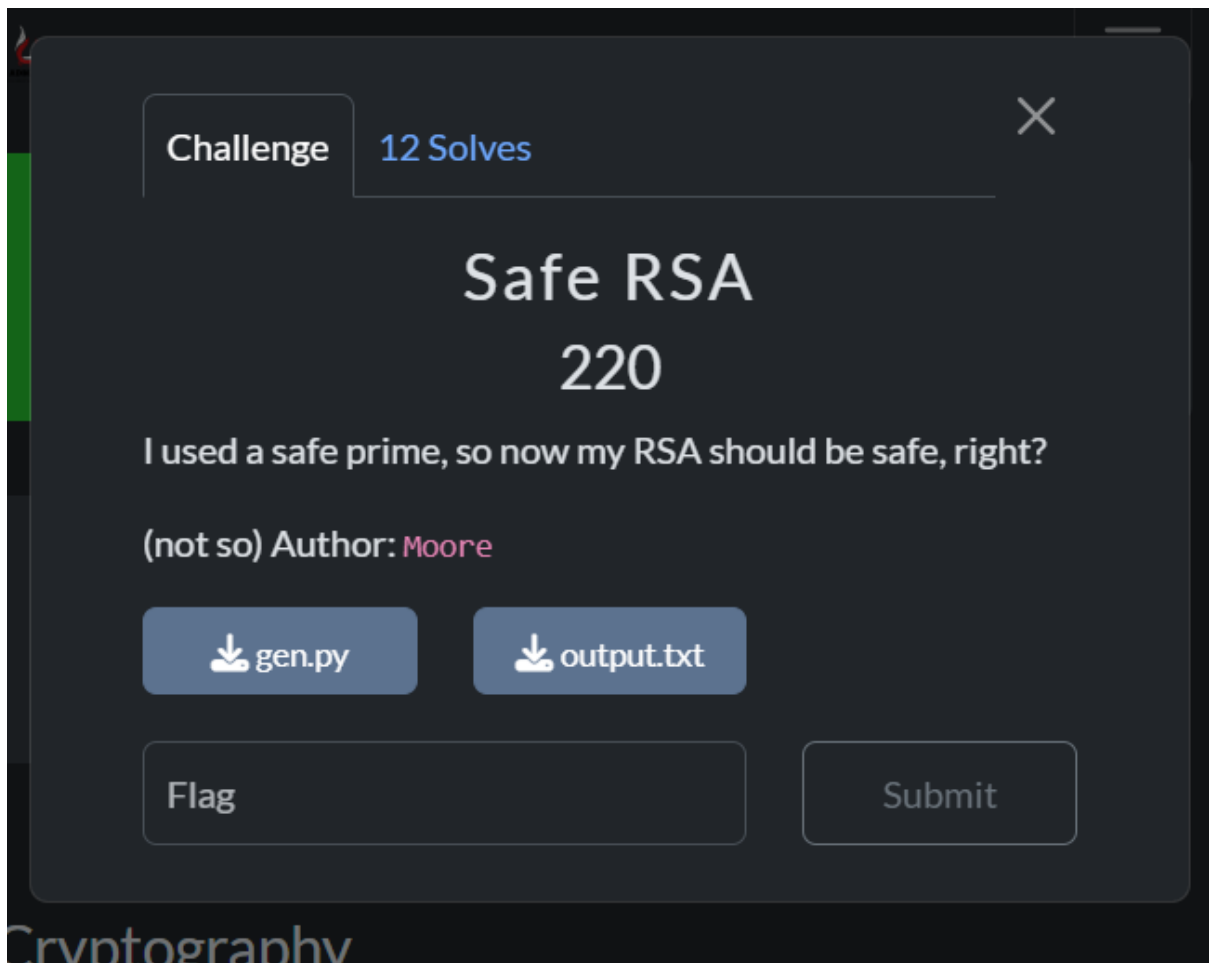 Challenge
12 Solves
Safe RSA
220
I used a safe prime, so now my RSA should be safe, right?
(not so) Author: Moore
gen.py
output.txt
Flag
Submit
Cryptography